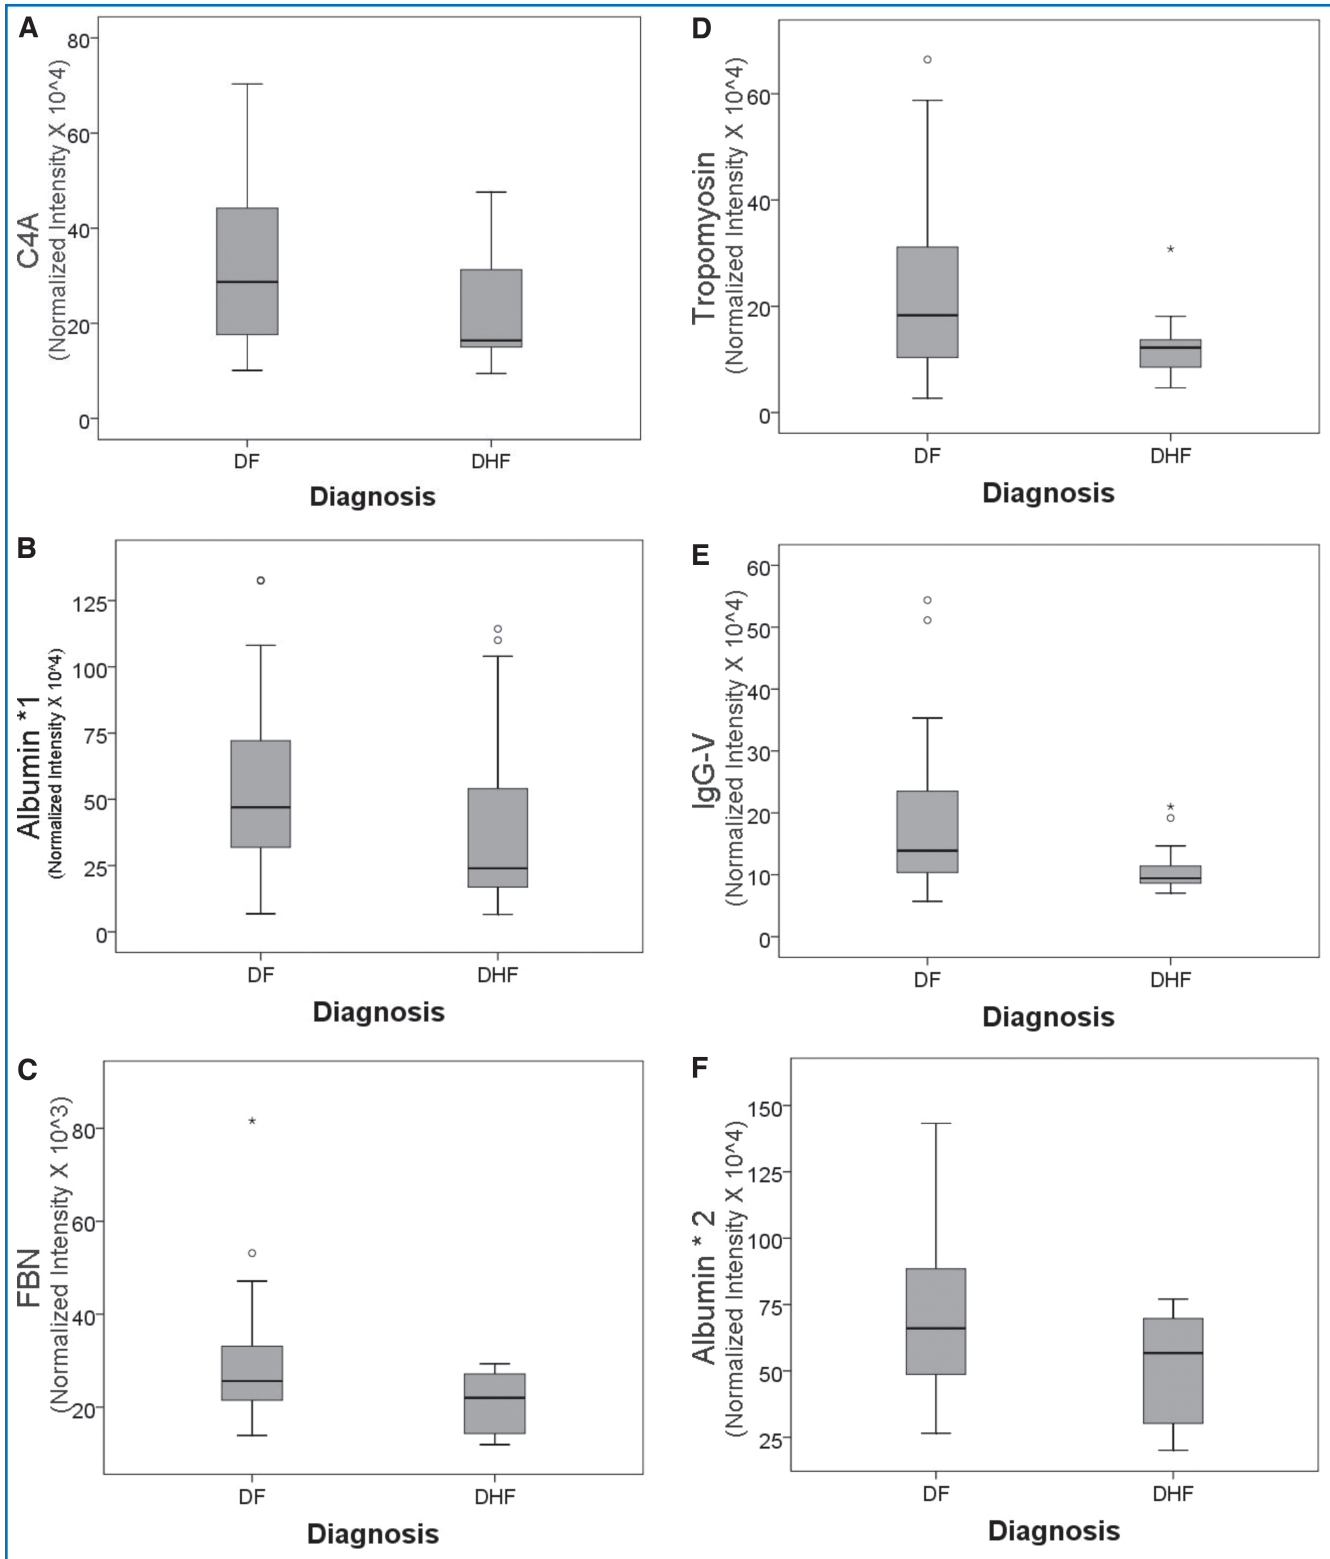 A
C4A
(Normalized Intensity X 10^4)
80
60
40
20
0
DF
DHF
Diagnosis
B
Albumin *1
(Normalized Intensity X 10^4)
125
100
75
50
25
0
DF
DHF
Diagnosis
C
FBN
(Normalized Intensity X 10^3)
80
60
40
20
*
DF
DHF
Diagnosis
D
Tropomyosin
(Normalized Intensity X 10^4)
60
40
20
0
*
DF
DHF
Diagnosis
E
IgG-V
(Normalized Intensity X 10^4)
60
50
40
30
20
10
0
*
DF
DHF
Diagnosis
F
Albumin * 2
(Normalized Intensity X 10^4)
150
125
100
75
50
25
DF
DHF
Diagnosis